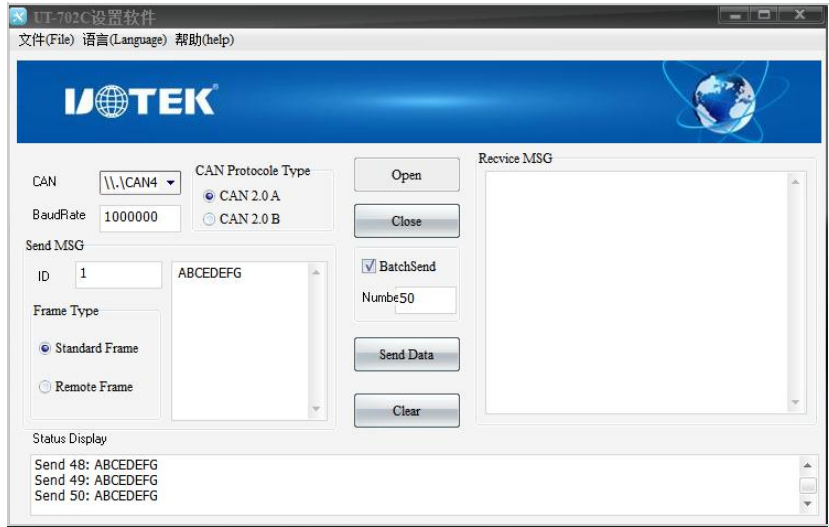 UT-702C设置软件
文件(File) 语言(Language) 帮助(help)
UOTEK
CAN
\\.\CAN4
BaudRate
1000000
CAN Protocole Type
CAN 2.0 A
CAN 2.0 B
Open
Close
Recvice MSG
Send MSG
ID
1
ABCEDEFG
Frame Type
Standard Frame
Remote Frame
BatchSend
Numbe
50
Send Data
Clear
Status Display
Send 48: ABCEDEFG
Send 49: ABCEDEFG
Send 50: ABCEDEFG